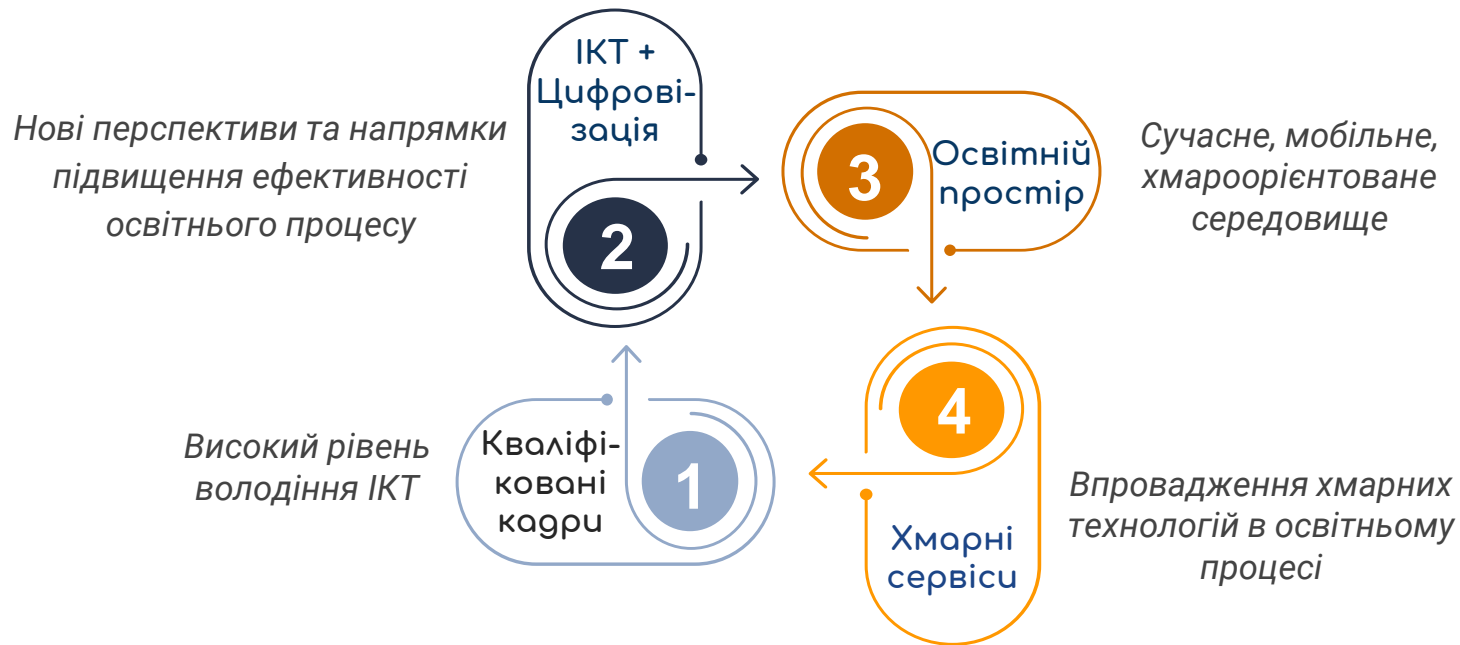 ІКТ +
Цифрові-
зація
2
Нові перспективи та напрямки
підвищення ефективності
освітнього процесу
3
Освітній
простір
Сучасне, мобільне,
хмароорієнтоване
середовище
Високий рівень
володіння ІКТ
Кваліфі-
ковані
кадри
1
4
Хмарні
сервіси
Впровадження хмарних
технологій в освітньому
процесі